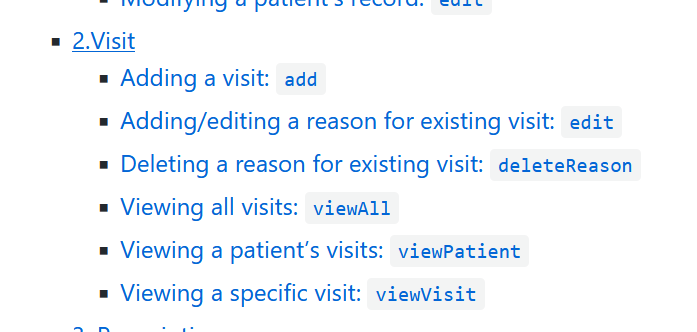 Modifying a patient's record: edit
2.Visit
Adding a visit: add
Adding/editing a reason for existing visit: edit
Deleting a reason for existing visit: deleteReason
Viewing all visits: viewAll
Viewing a patient’s visits: viewPatient
Viewing a specific visit: viewVisit